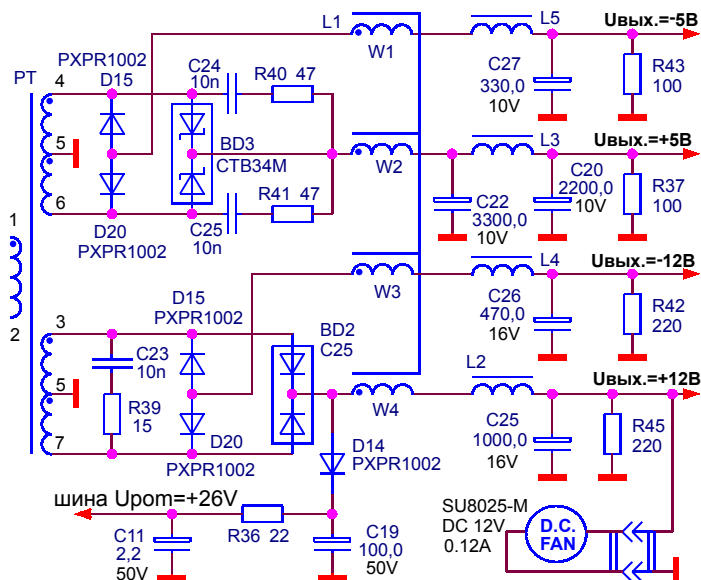 PXPR1002
D15
PT
4
5
6
C24
10n
R40 47
BD3
CTB34M
R41 47
C25
10n
D20
PXPR1002
L1
W1
W2
W3
W4
L5
Uвых.=-5В
C27
330,0
10V
R43
100
L3
Uвых.=+5В
C22
3300,0
10V
C20
2200,0
10V
R37
100
L4
Uвых.=-12В
C26
470,0
16V
R42
220
L2
Uвых.=+12В
C25
1000,0
16V
R45
220
1
2
3
5
7
C23
10n
R39
15
D15
PXPR1002
BD2
C25
D20
PXPR1002
D14
PXPR1002
шина Upom=+26V
C11
2,2
50V
R36 22
C19
100,0
50V
SU8025-M
DC 12V
0.12A
D.C.
FAN